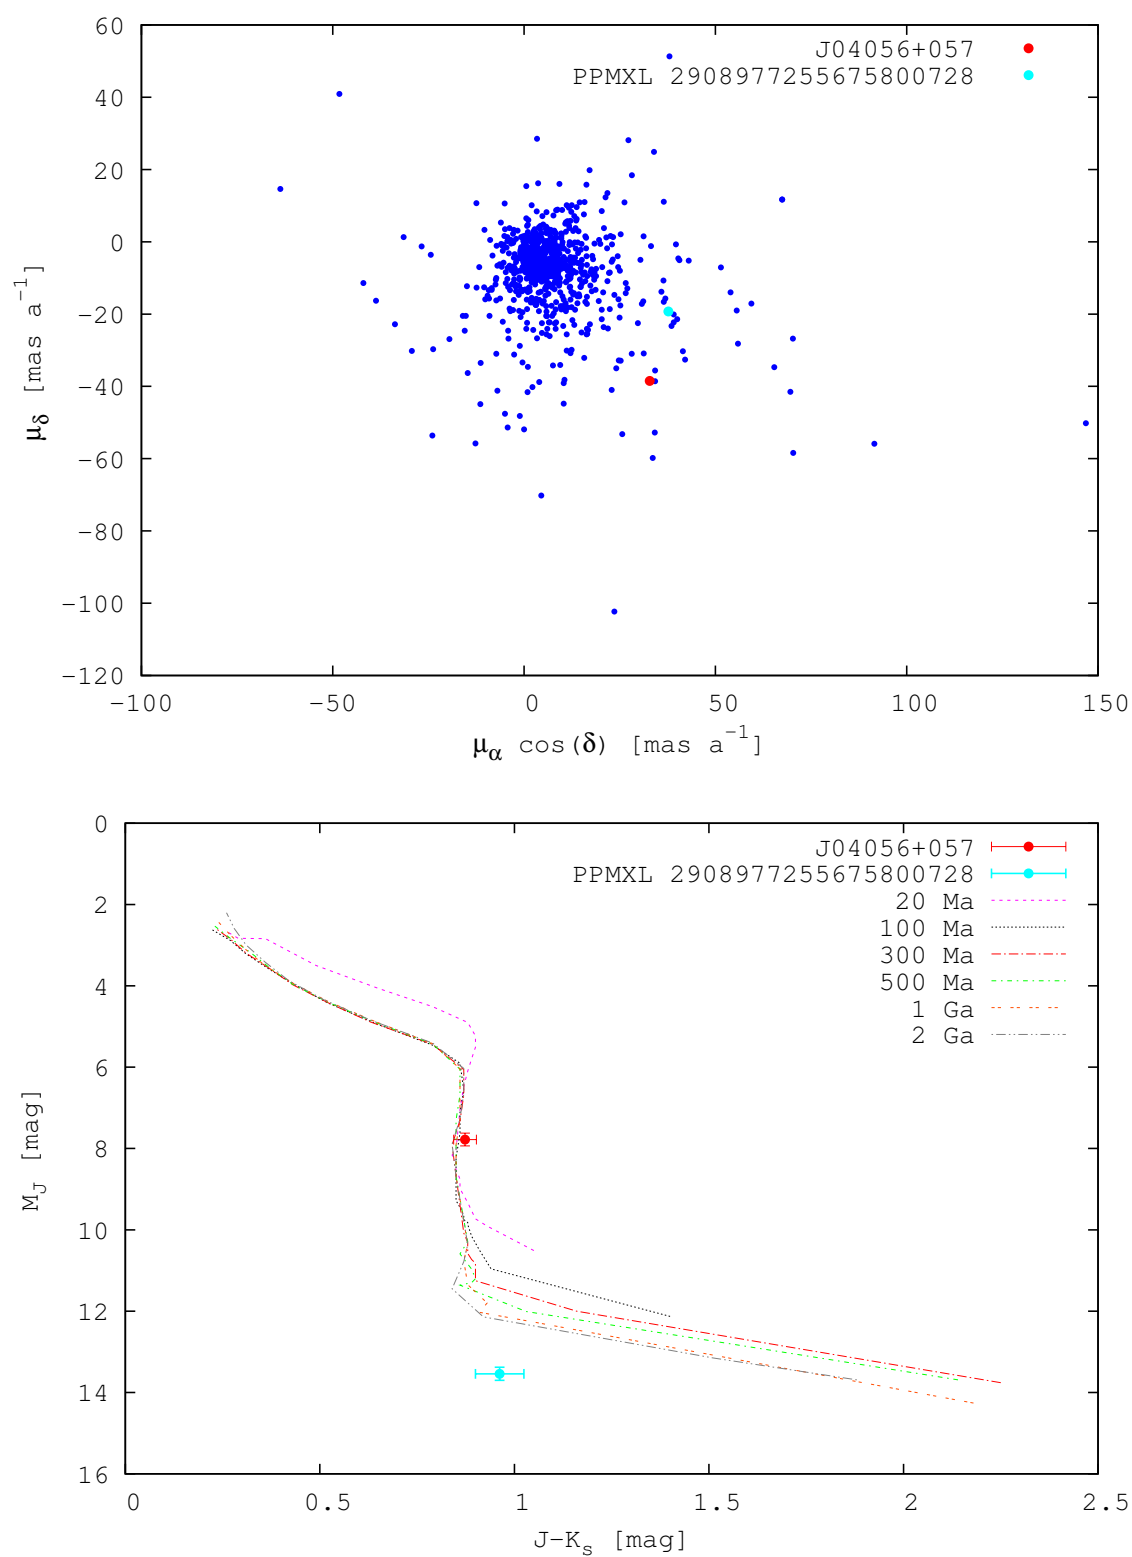 60
40
20
0
−20
−40
−60
−80
−100
−120
−100 −50 0 50 100 150
μδ [mas a−1]
μα cos(δ) [mas a−1]
J04056+057
PPMXL 2908977255675800728
0
2
4
6
8
10
12
14
16
0 0.5 1 1.5 2 2.5
MJ [mag]
J−Ks [mag]
J04056+057
PPMXL 2908977255675800728
20 Ma
100 Ma
300 Ma
500 Ma
1 Ga
2 Ga